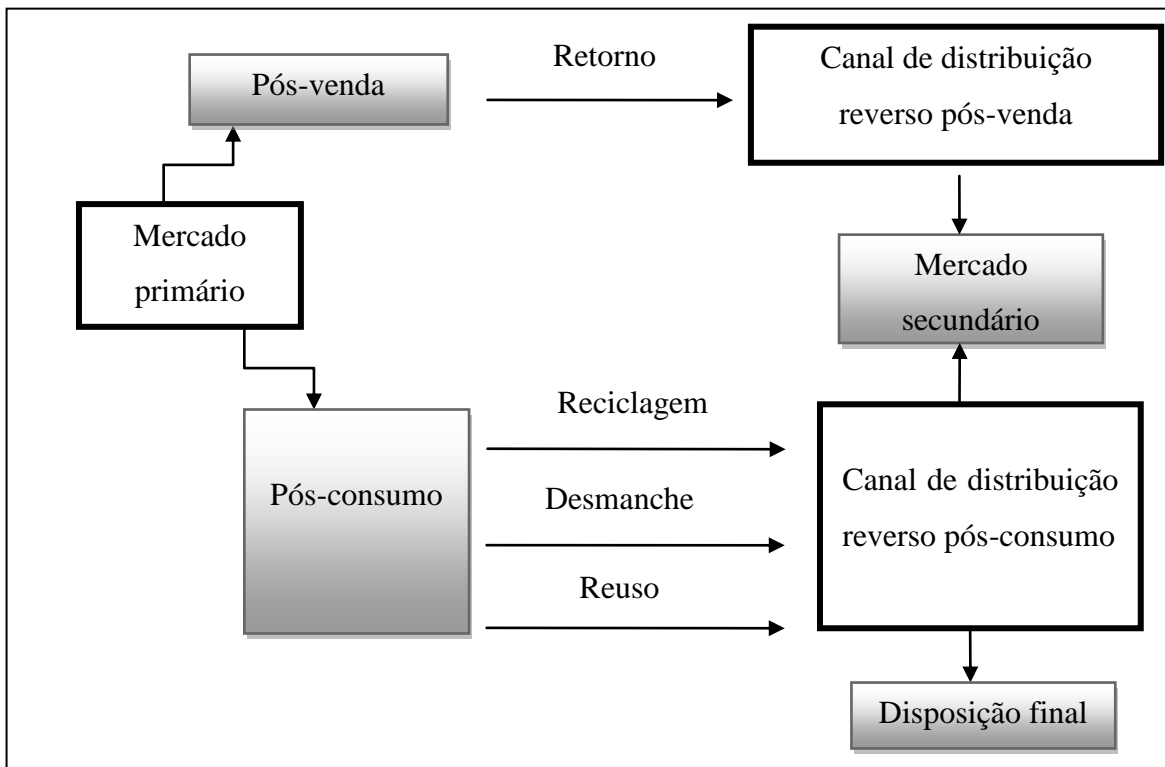 Pós-venda
Retorno
Canal de distribuição
reverso pós-venda
Mercado
primário
Mercado
secundário
Pós-consumo
Reciclagem
Desmanche
Reuso
Canal de distribuição
reverso pós-consumo
Disposição final